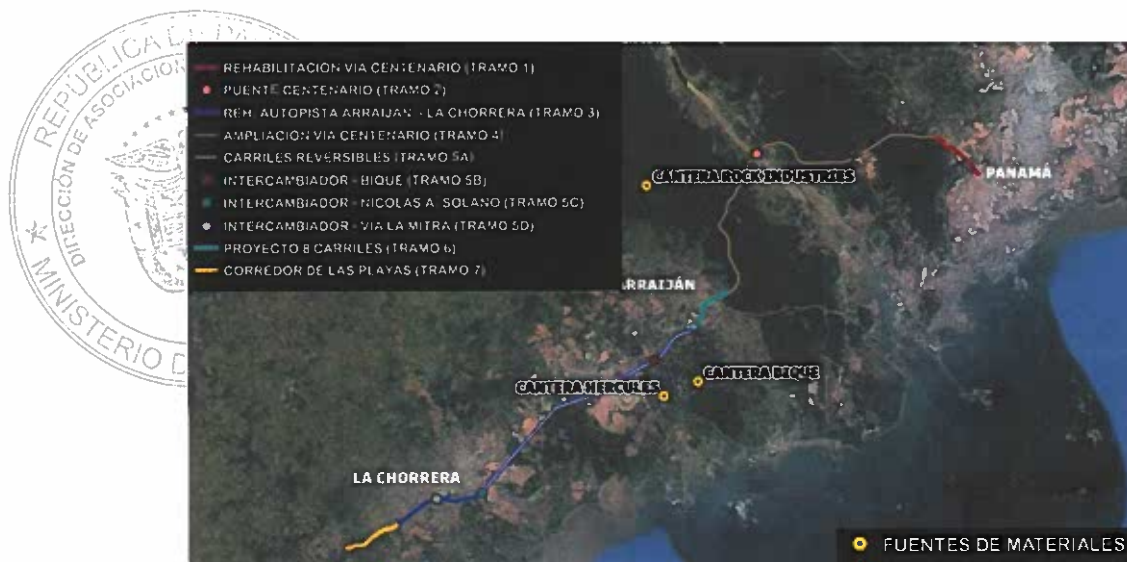 REPÚBLICA DE
DIRECCIÓN DE ASOCIACIÓN
MINISTERIO D
REHABILITACION VIA CENTENARIO (TRAMO 1)
PUENTE CENTENARIO (TRAMO 2)
REH. AUTOPISTA ARRAIJAN - LA CHORRERA (TRAMO 3)
AMPLIACION VIA CENTENARIO (TRAMO 4)
CARRILES REVERSIBLES (TRAMO 5A)
INTERCAMBIADOR - BIQUE (TRAMO 5B)
INTERCAMBIADOR - NICOLAS A. SOLANO (TRAMO 5C)
INTERCAMBIADOR - VIA LA MITRA (TRAMO 5D)
PROYECTO 8 CARRILES (TRAMO 6)
CORREDOR DE LAS PLAYAS (TRAMO 7)
CANTERA ROCK INDUSTRIES
PANAMÁ
ARRAIJÁN
CANTERA BIQUE
CANTERA HERCULES
LA CHORRERA
FUENTES DE MATERIALES